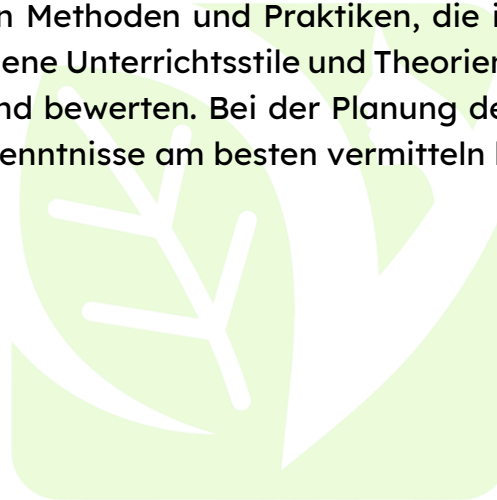 n Methoden und Praktiken, die i
ene Unterrichtsstile und Theorien
nd bewerten. Bei der Planung de
enntnisse am besten vermitteln